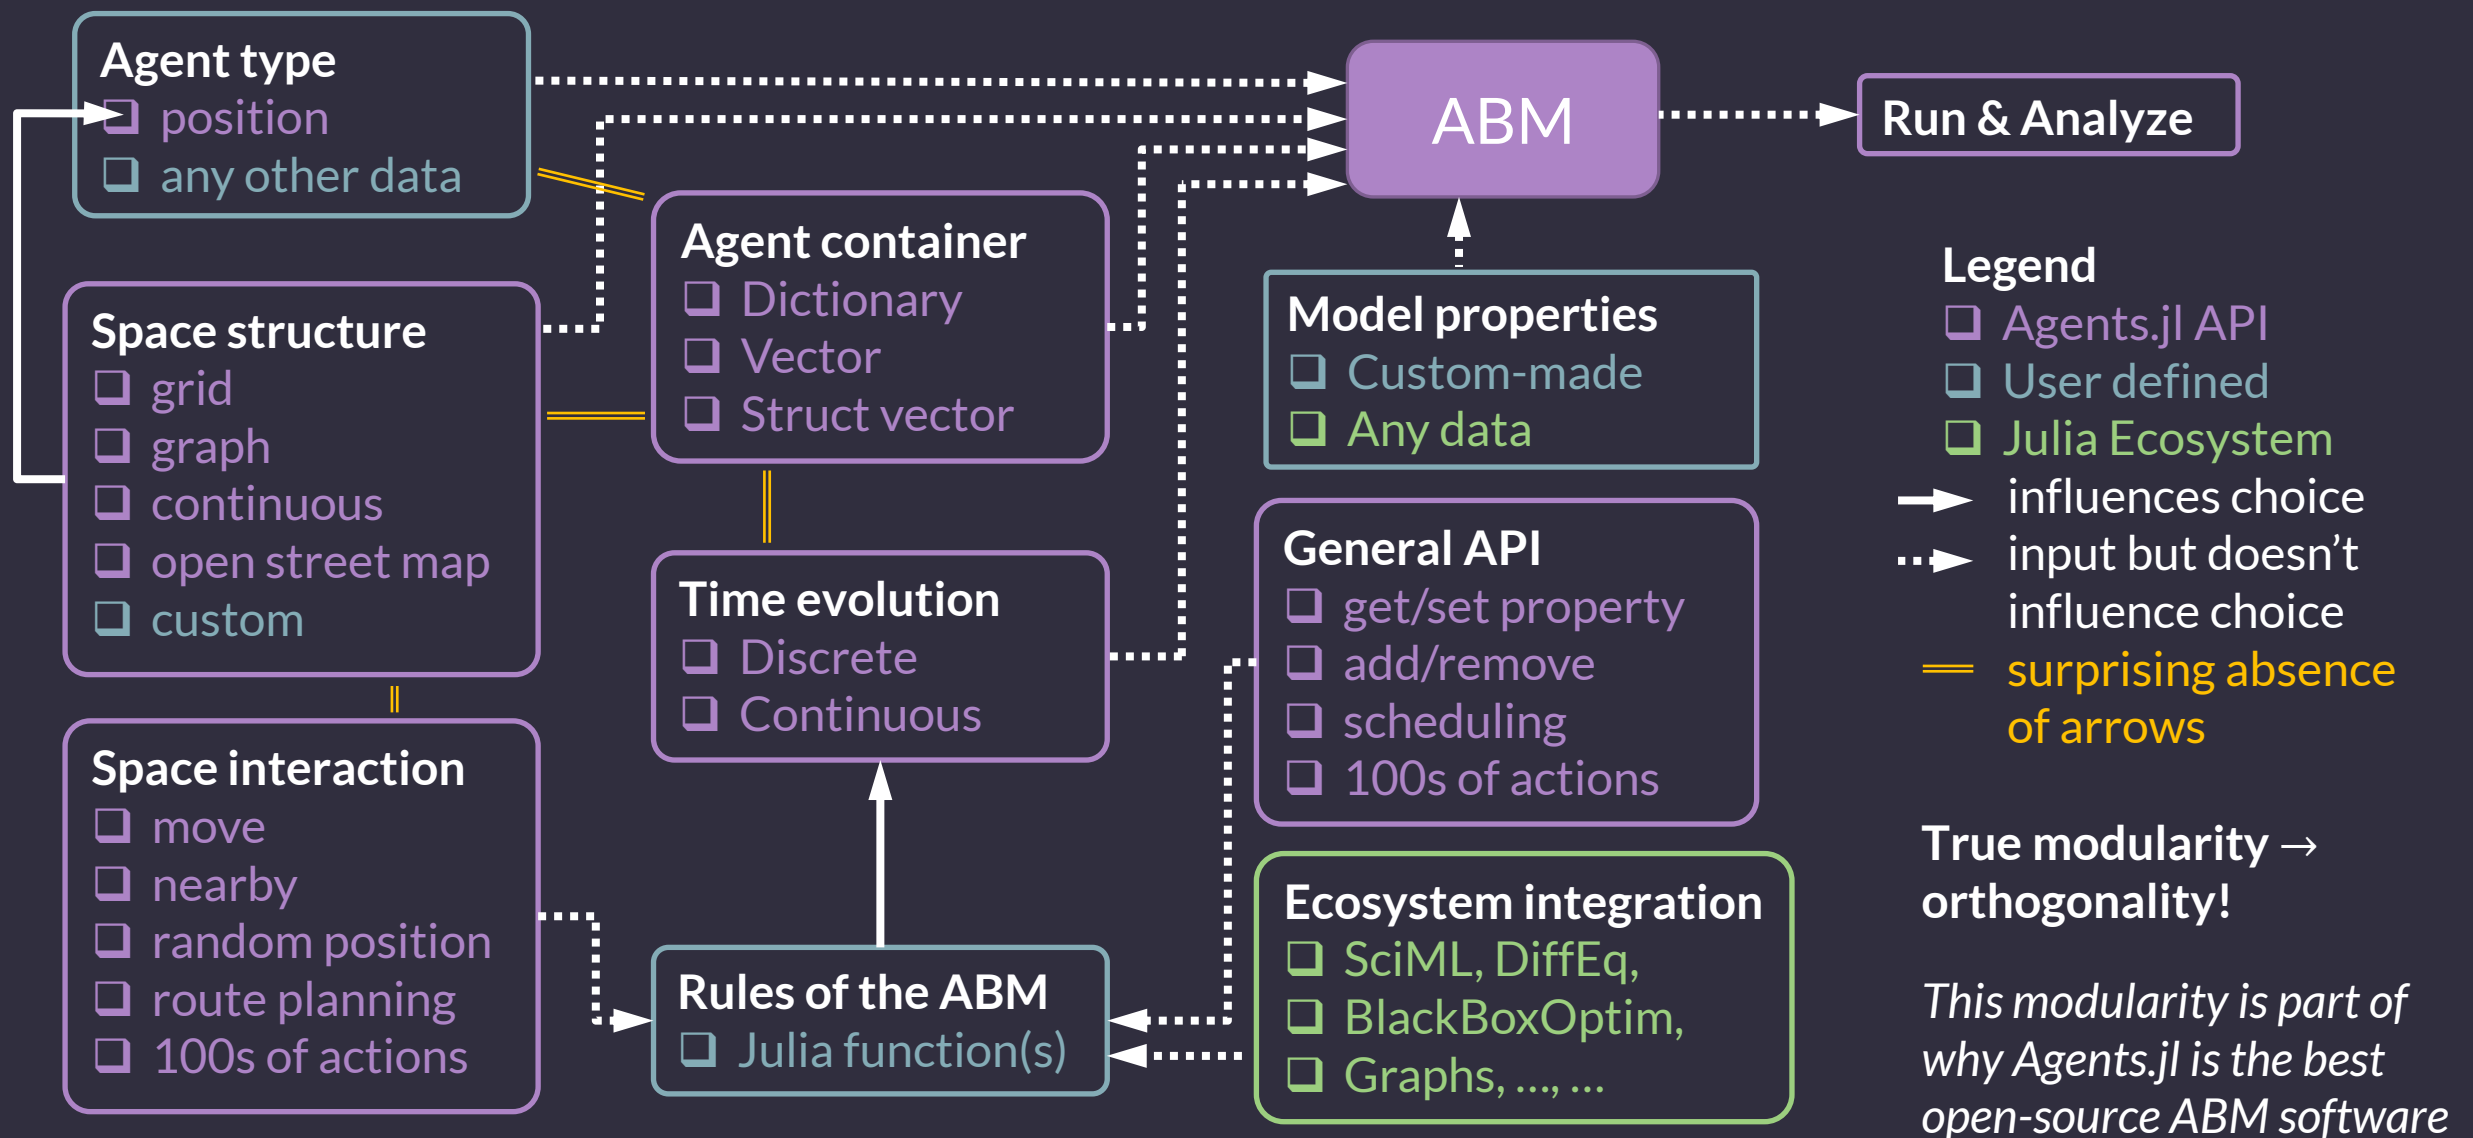 Agent type
position
any other data
Space structure
grid
graph
continuous
open street map
custom
Space interaction
move
nearby
random position
route planning
100s of actions
Agent container
Dictionary
Vector
Struct vector
Time evolution
Discrete
Continuous
Rules of the ABM
Julia function(s)
ABM
Run & Analyze
Model properties
Custom-made
Any data
General API
get/set property
add/remove
scheduling
100s of actions
Ecosystem integration
SciML, DiffEq,
BlackBoxOptim,
Graphs, ..., ...
Legend
Agents.jl API
User defined
Julia Ecosystem
influences choice
input but doesn’t
influence choice
surprising absence
of arrows
True modularity →
orthogonality!
This modularity is part of
why Agents.jl is the best
open-source ABM software